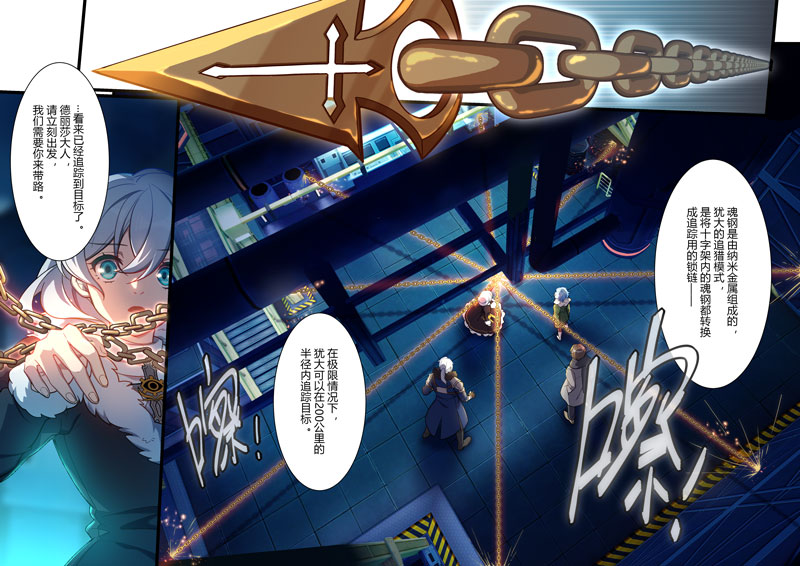 魂钢是由纳米金属组成的，
犹大的追猎模式，
是将十字架内的魂钢都转换
成追踪用的锁链——
嚓！
在极限情况下，
犹大可以在200公里的
半径内追踪目标。
嚓！
…看来已经追踪到目标了。
德丽莎大人，
请立刻出发，
我们需要你来带路。